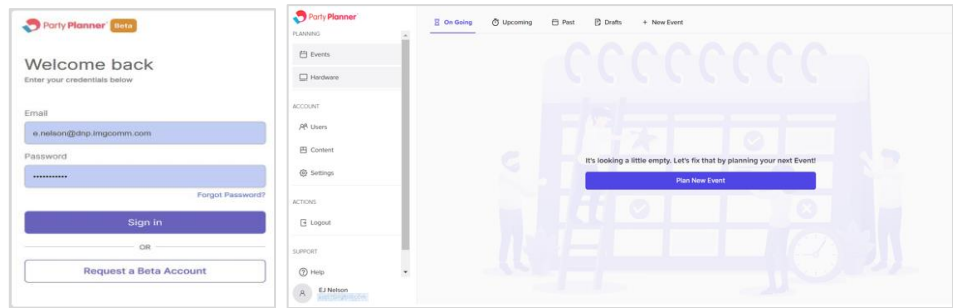 Party Planner Beta
Welcome back
Enter your credentials below
Email
e.nelson@dnp.imgcomm.com
Password
Forgot Password?
Sign in
OR
Request a Beta Account
Party Planner
PLANNING
Events
Hardware
ACCOUNT
Users
Content
Settings
ACTIONS
Logout
SUPPORT
Help
A
EJ Nelson
On Going
Upcoming
Past
Drafts
+ New Event
It's looking a little empty. Let's fix that by planning your next Event!
Plan New Event